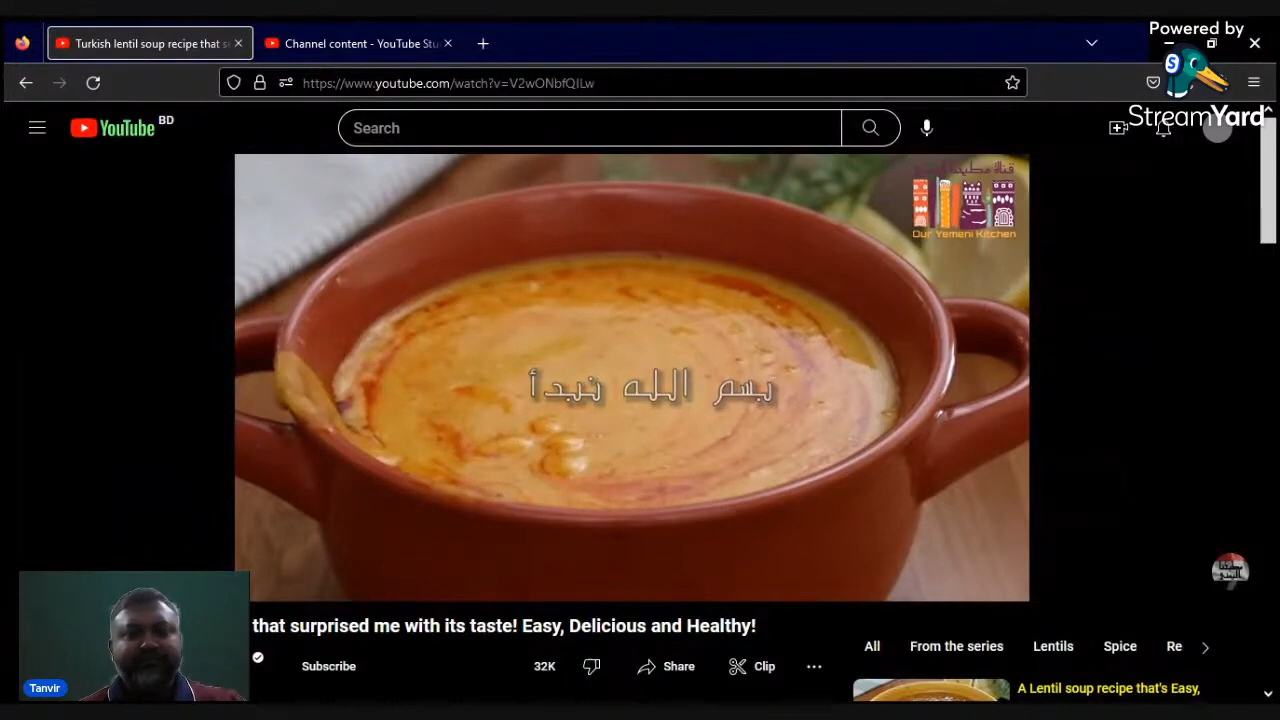 Powered by
StreamYard
Turkish lentil soup recipe that s
Channel content - YouTube Stu
https://www.youtube.com/watch?v=V2wONbfQILw
YouTube BD
Search
Our Yemeni Kitchen
بسم الله نبدأ
that surprised me with its taste! Easy, Delicious and Healthy!
Subscribe
32K
Share
Clip
All
From the series
Lentils
Spice
Re
A Lentil soup recipe that's Easy,
Tanvir